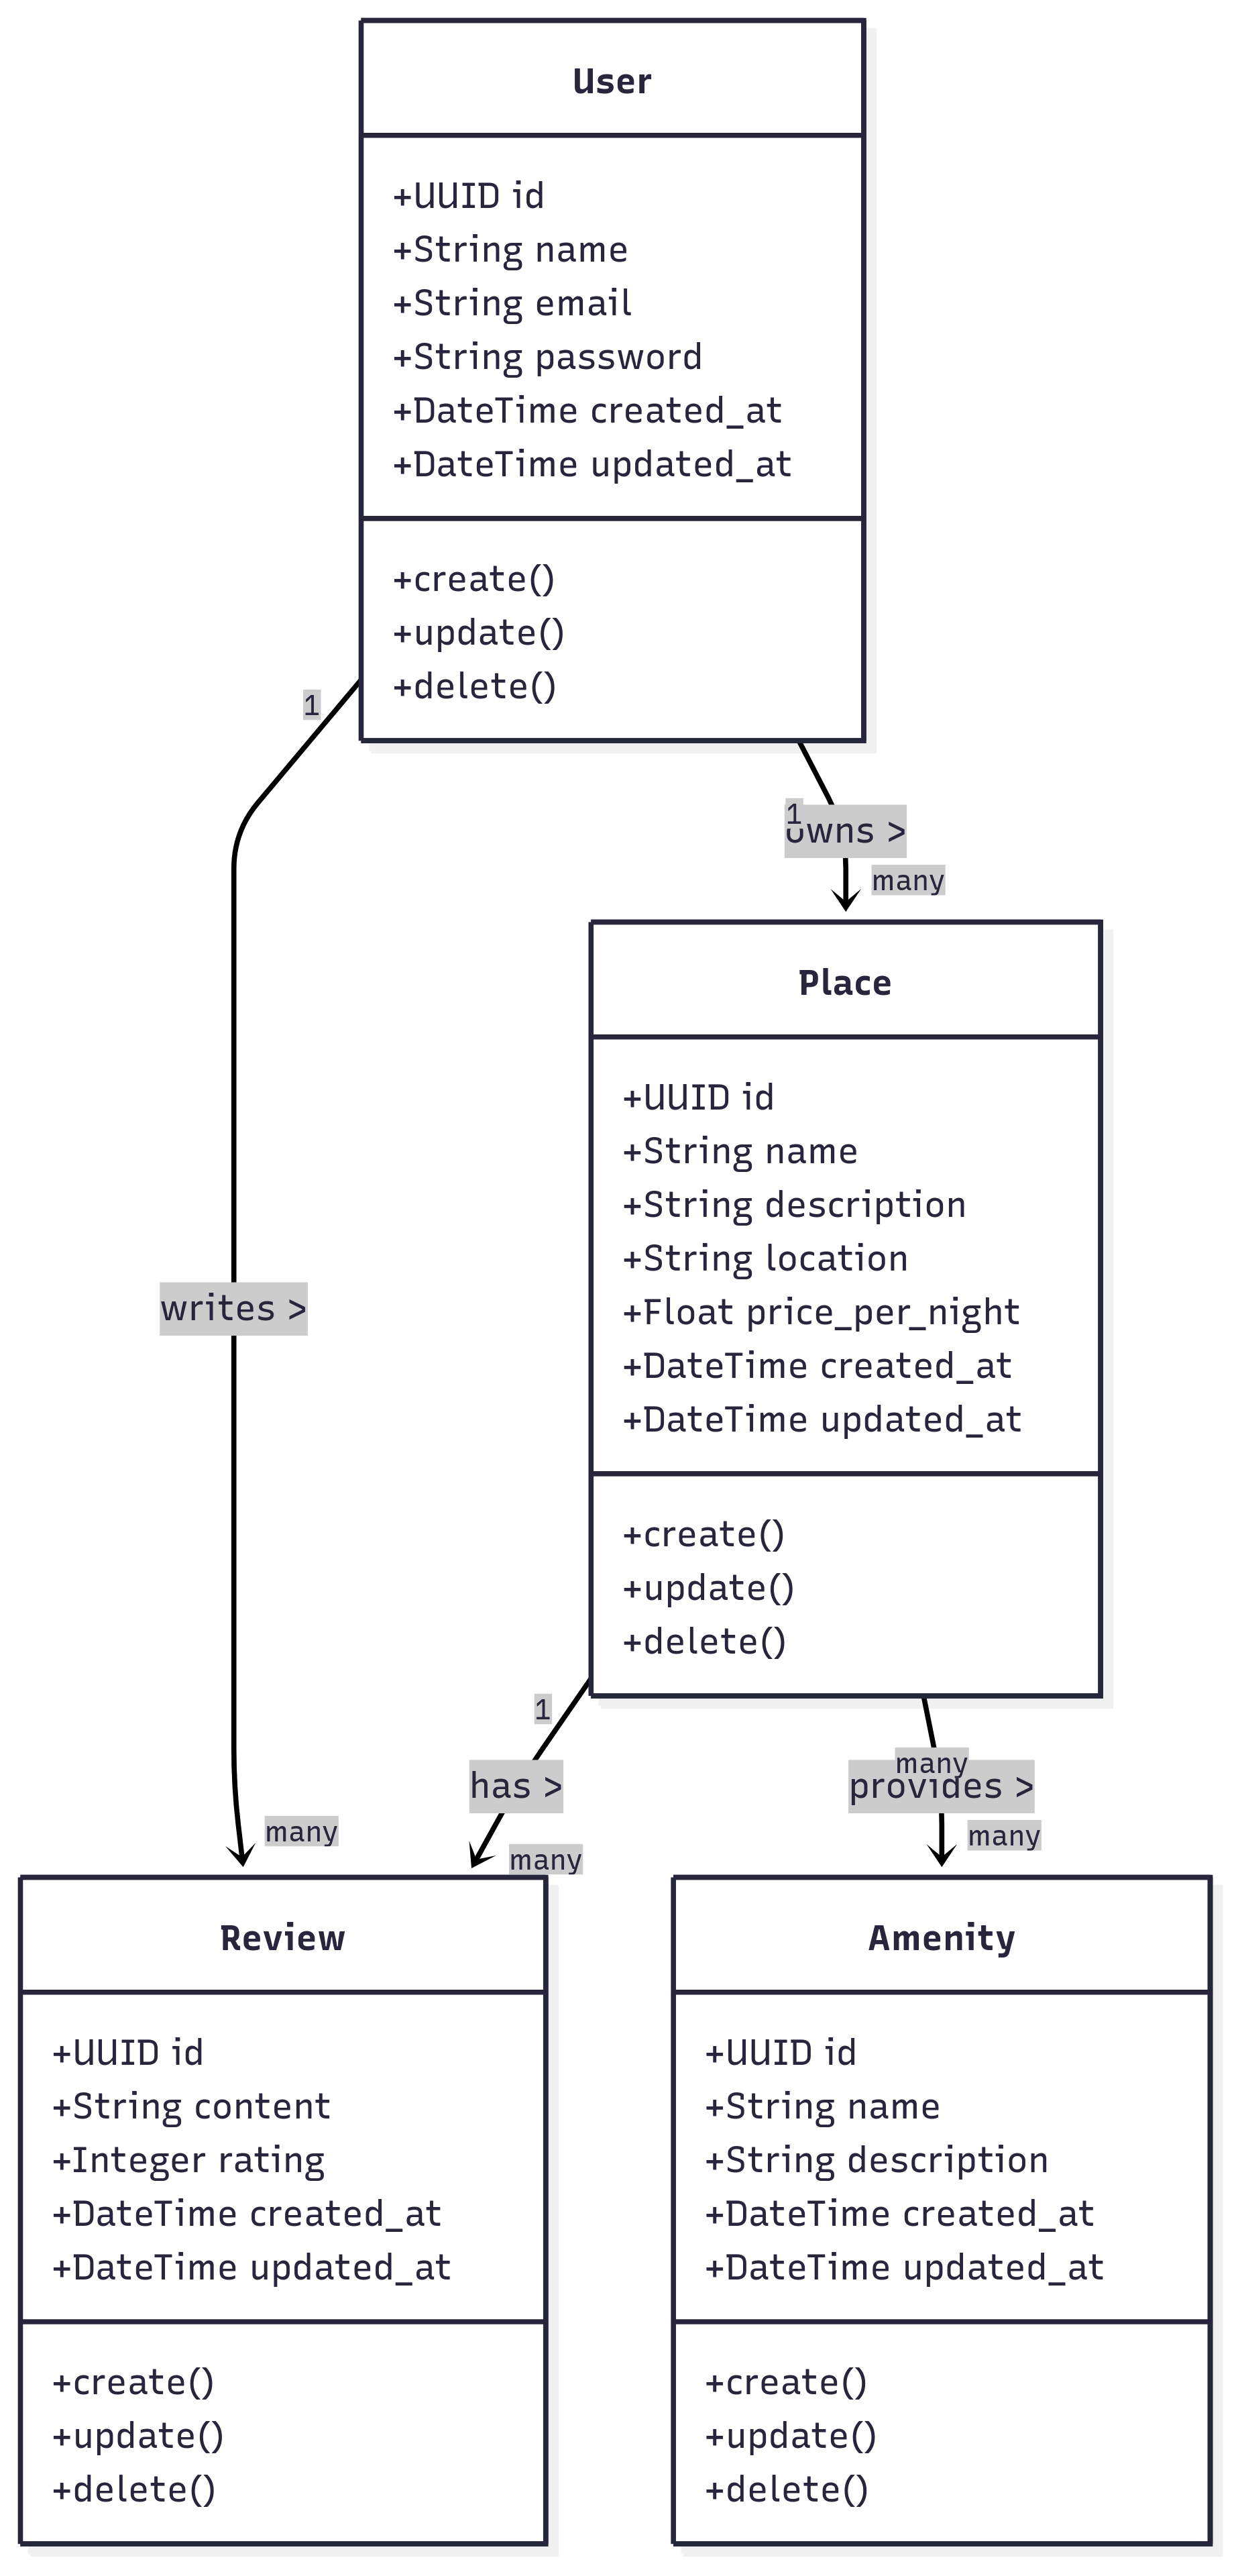 User
+UUID id
+String name
+String email
+String password
+DateTime created_at
+DateTime updated_at
+create()
+update()
+delete()
1
1
owns >
many
Place
+UUID id
+String name
+String description
+String location
+Float price_per_night
+DateTime created_at
+DateTime updated_at
+create()
+update()
+delete()
writes >
1
has >
many
provides >
many
many
many
Review
+UUID id
+String content
+Integer rating
+DateTime created_at
+DateTime updated_at
+create()
+update()
+delete()
Amenity
+UUID id
+String name
+String description
+DateTime created_at
+DateTime updated_at
+create()
+update()
+delete()